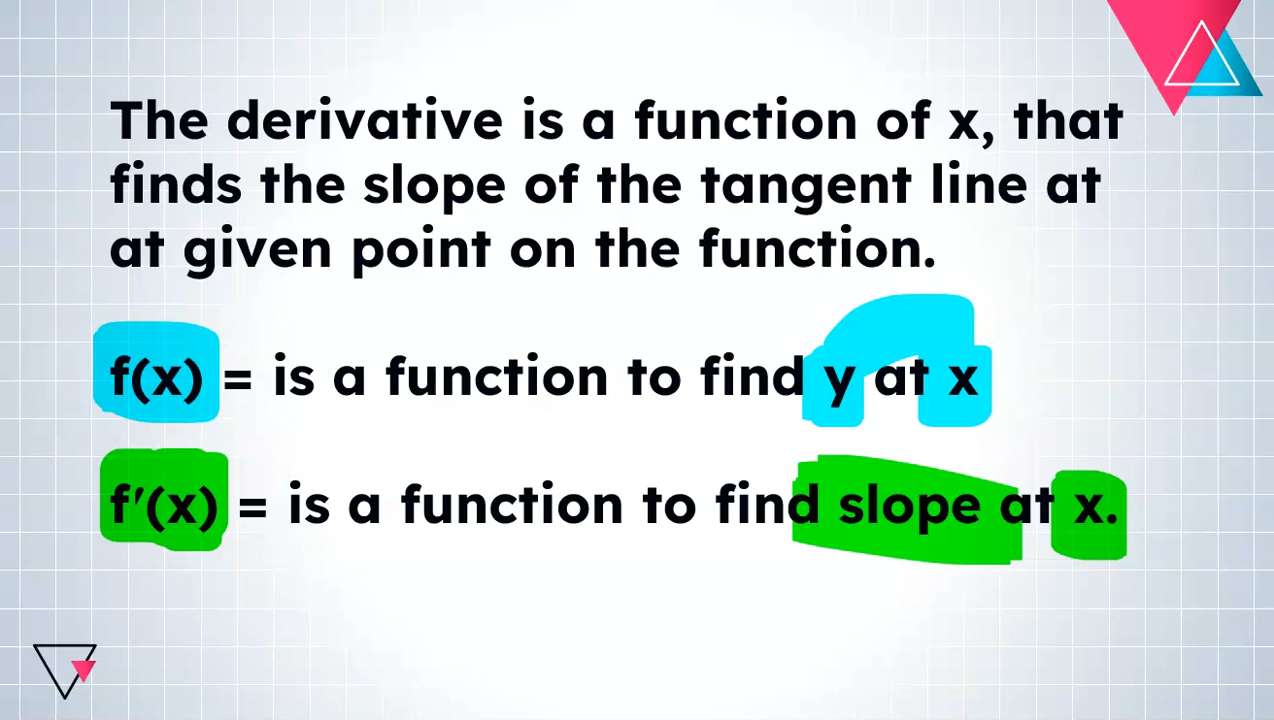 The derivative is a function of x, that
finds the slope of the tangent line at
at given point on the function.
f(x) = is a function to find y at x
f'(x) = is a function to find slope at x.